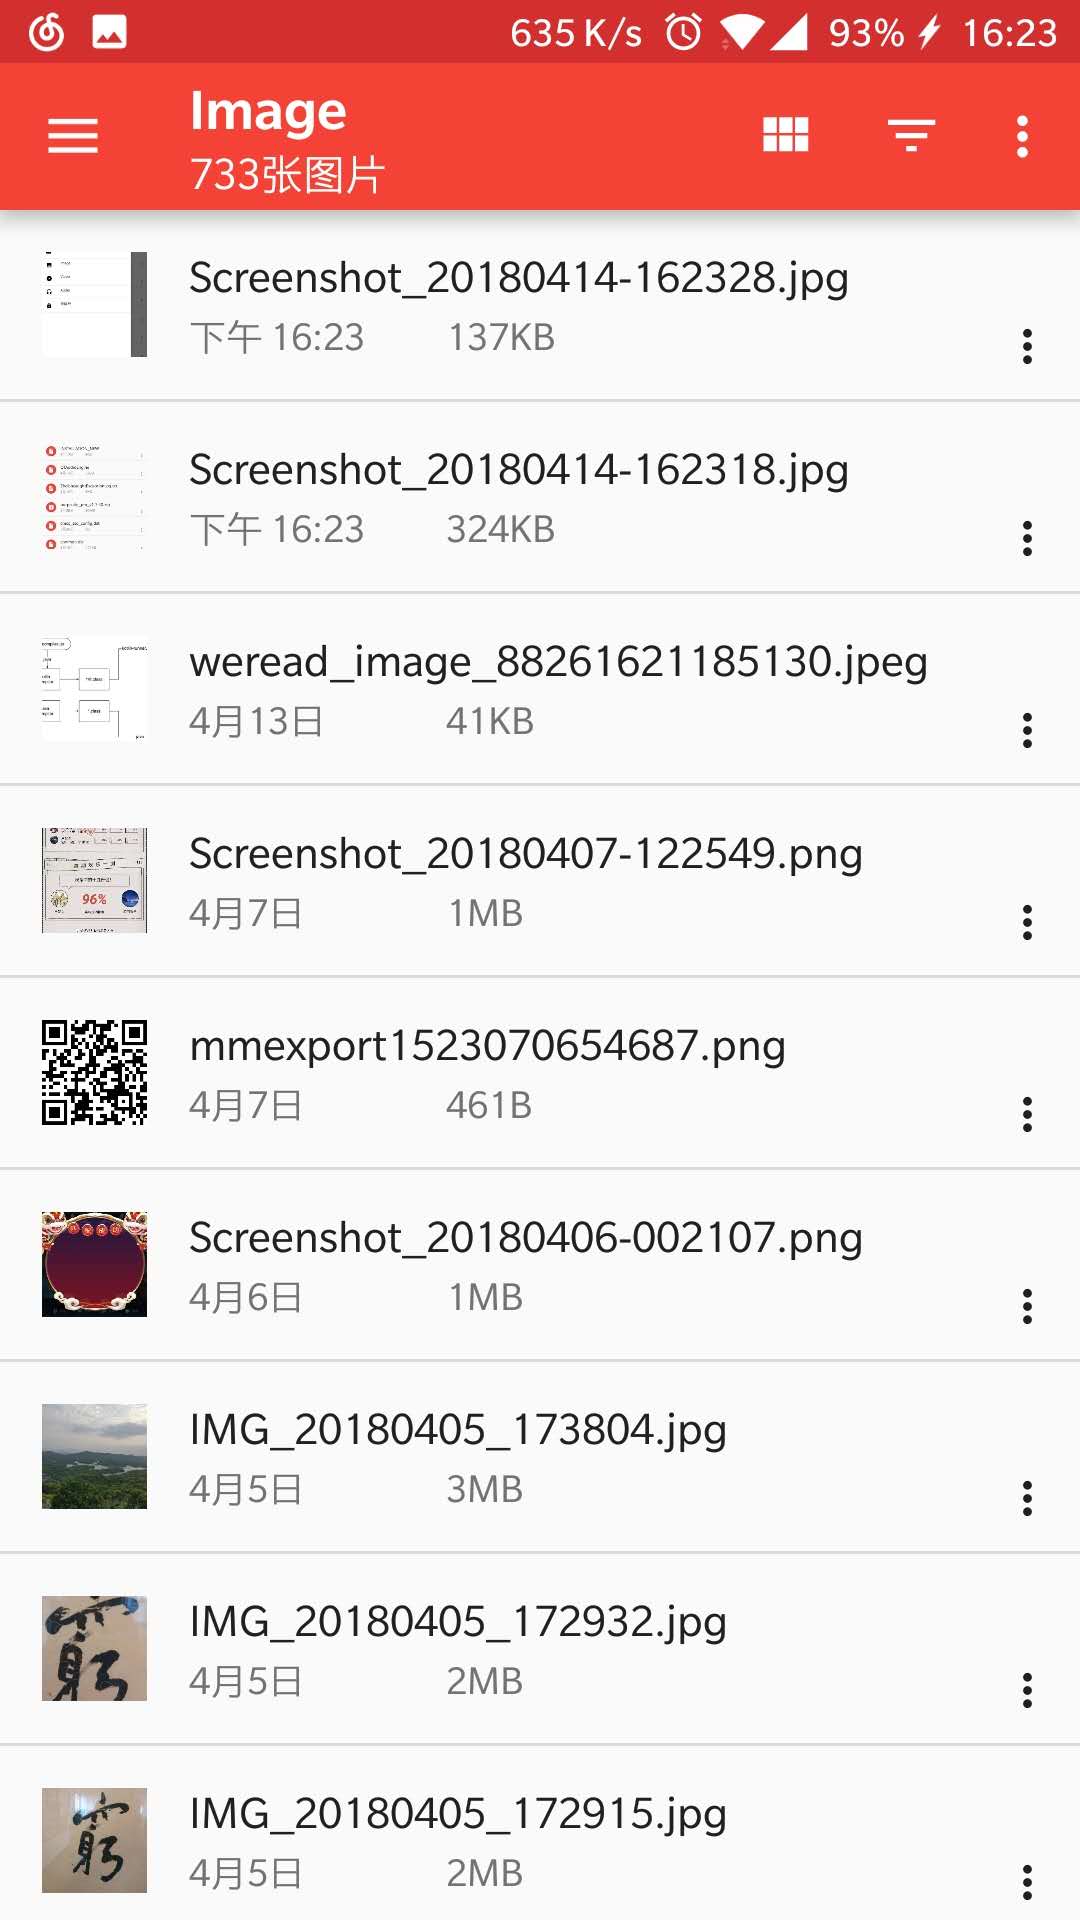 635 K/s 93% 16:23
Image
733张图片
Screenshot_20180414-162328.jpg
下午 16:23 137KB
Screenshot_20180414-162318.jpg
下午 16:23 324KB
weread_image_88261621185130.jpeg
4月13日 41KB
Screenshot_20180407-122549.png
4月7日 1MB
96%
mmexport1523070654687.png
4月7日 461B
Screenshot_20180406-002107.png
4月6日 1MB
IMG_20180405_173804.jpg
4月5日 3MB
IMG_20180405_172932.jpg
4月5日 2MB
窮
IMG_20180405_172915.jpg
4月5日 2MB
窮